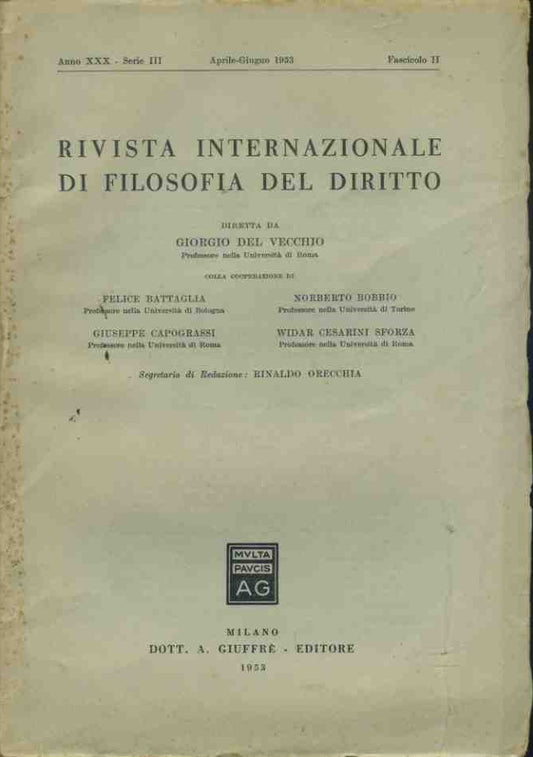 Anno XXX - Serie III Aprile-Giugno 1953 Fascicolo II
RIVISTA INTERNAZIONALE
DI FILOSOFIA DEL DIRITTO
DIRETTA DA
GIORGIO DEL VECCHIO
Professore nella Università di Roma
COLLA COOPERAZIONE DI
FELICE BATTAGLIA
Professore nella Università di Bologna
NORBERTO BOBBIO
Professore nella Università di Torino
GIUSEPPE CAPOGRASSI
Professore nella Università di Roma
WIDAR CESARINI SFORZA
Professore nella Università di Roma
Segretario di Redazione: RINALDO ORECCHIA
MVLTA
PAVCIS
AG
MILANO
DOTT. A. GIUFFRÈ - EDITORE
1953